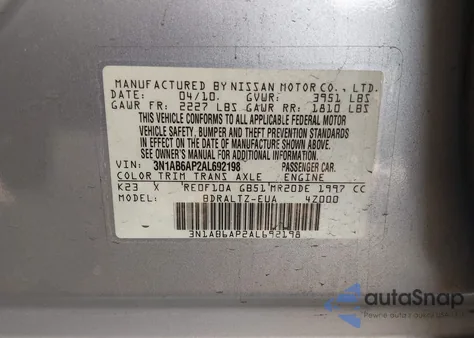 MANUFACTURED BY NISSAN MOTOR CO., LTD.
DATE: 04/10. GVWR: 3951 LBS
GAWR FR: 2227 LBS GAWR RR: 1810 LBS
THIS VEHICLE CONFORMS TO ALL APPLICABLE FEDERAL MOTOR
VEHICLE SAFETY, BUMPER AND THEFT PREVENTION STANDARDS
IN EFFECT ON THE DATE OF MANUFACTURE SHOWN ABOVE.
SEE OWNER'S MANUAL FOR ADDITIONAL INFORMATION.
VIN: 3N1AB6AP2AL692198 PASSENGER CAR.
COLOR TRIM TRANS AXLE ENGINE
K23 X RE0F10A GB51 MR20DE 1997 CC
MODEL: BDRALTZ-EUA 4Z000
3N1AB6AP2AL692198
autoSnap